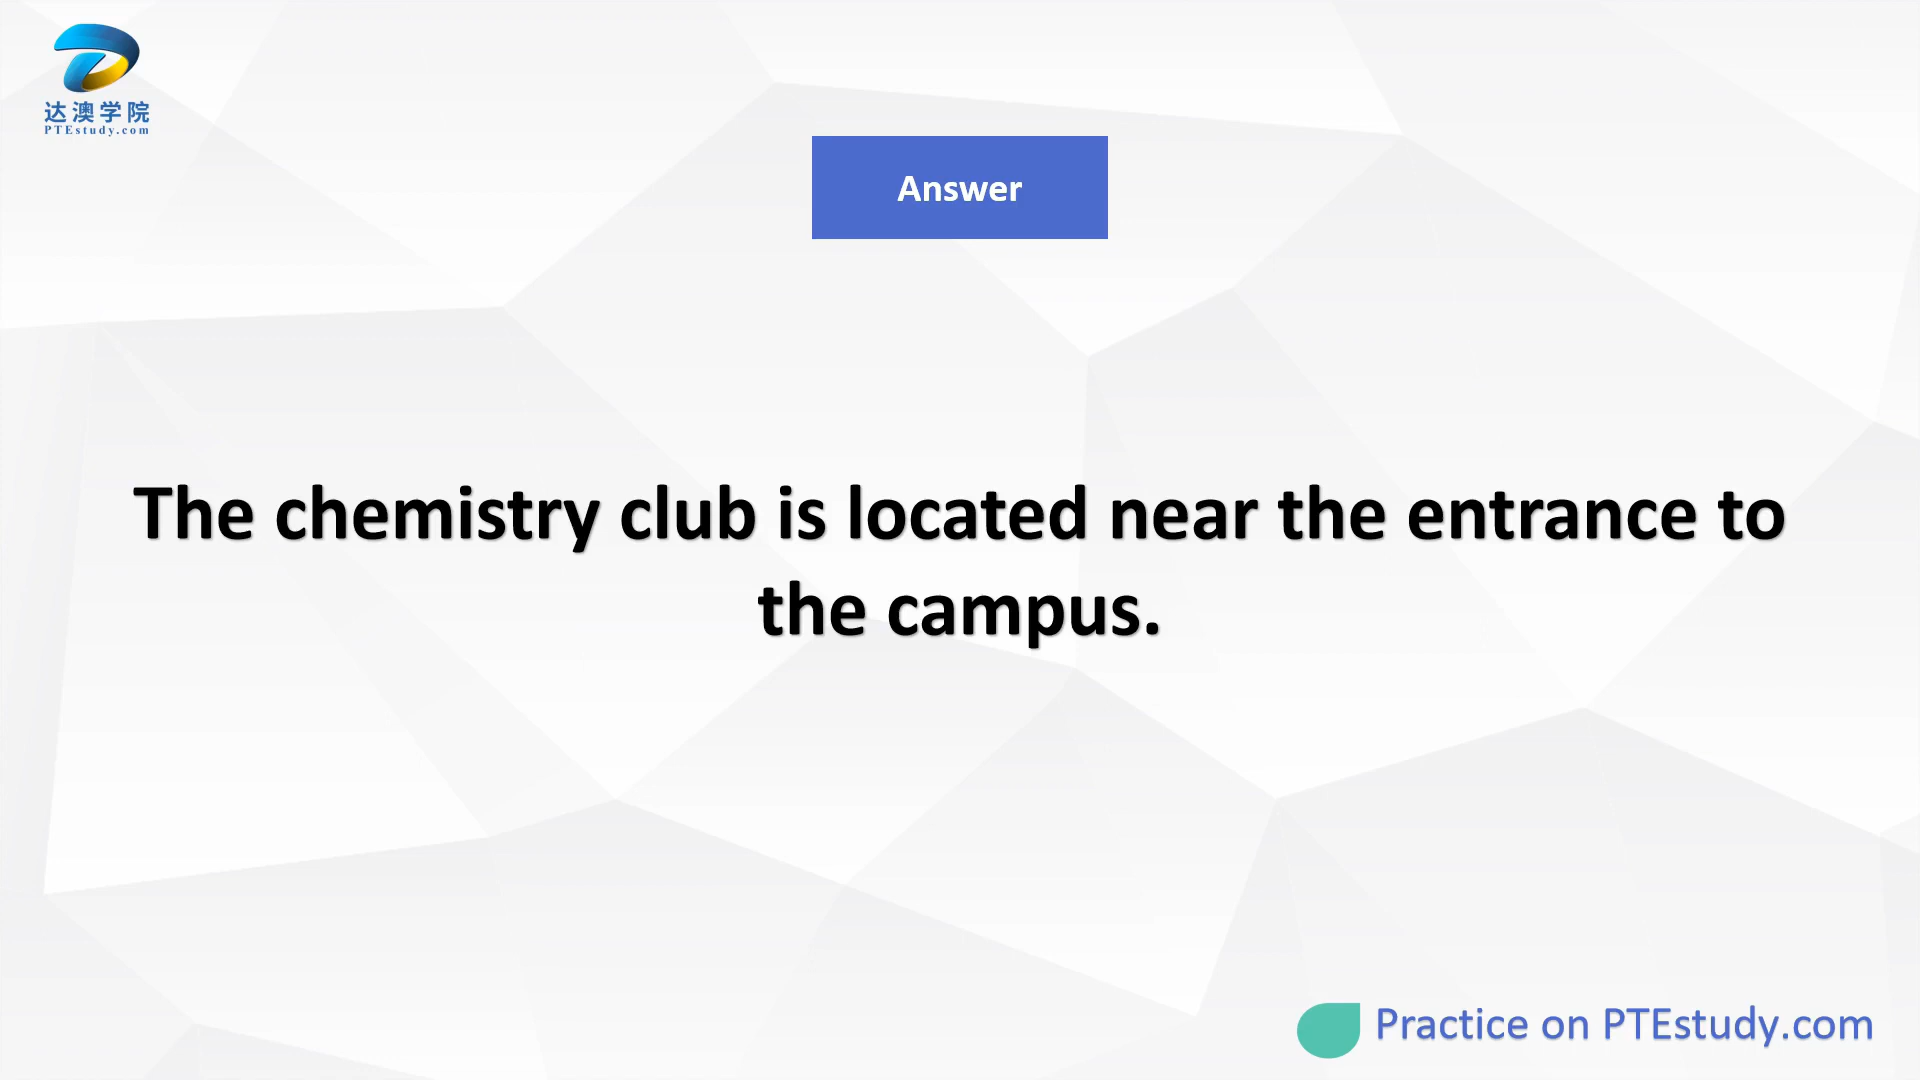 达澳学院
PTEstudy.com
Answer
The chemistry club is located near the entrance to
the campus.
Practice on PTEstudy.com